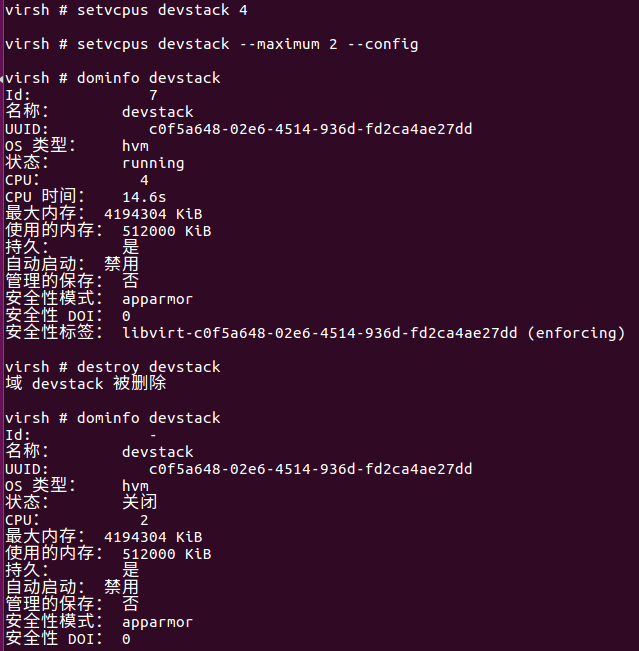 virsh # setvcpus devstack 4
virsh # setvcpus devstack --maximum 2 --config
virsh # dominfo devstack
Id:             7
名称：       devstack
UUID:           c0f5a648-02e6-4514-936d-fd2ca4ae27dd
OS 类型：    hvm
状态：       running
CPU：          4
CPU 时间：   14.6s
最大内存： 4194304 KiB
使用的内存： 512000 KiB
持久：       是
自动启动： 禁用
管理的保存： 否
安全性模式： apparmor
安全性 DOI： 0
安全性标签： libvirt-c0f5a648-02e6-4514-936d-fd2ca4ae27dd (enforcing)
virsh # destroy devstack
域 devstack 被删除
virsh # dominfo devstack
Id:             -
名称：       devstack
UUID:           c0f5a648-02e6-4514-936d-fd2ca4ae27dd
OS 类型：    hvm
状态：       关闭
CPU：          2
最大内存： 4194304 KiB
使用的内存： 512000 KiB
持久：       是
自动启动： 禁用
管理的保存： 否
安全性模式： apparmor
安全性 DOI： 0